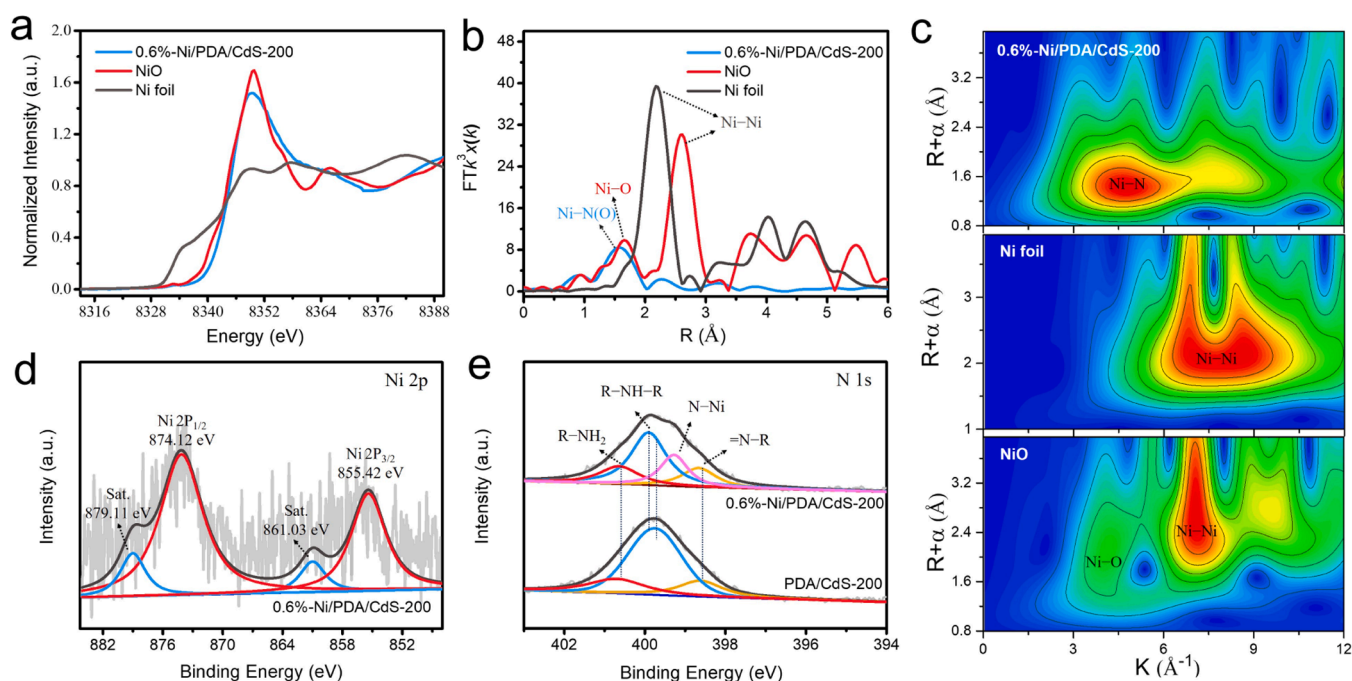 a
0.6%-Ni/PDA/CdS-200
NiO
Ni foil
Normalized Intensity (a.u.)
2.0
1.6
1.2
0.8
0.4
0.0
8316 8328 8340 8352 8364 8376 8388
Energy (eV)
b
0.6%-Ni/PDA/CdS-200
NiO
Ni foil
FTk³x(k)
48
40
32
24
16
8
0
Ni−Ni
Ni−O
Ni−N(O)
0 1 2 3 4 5 6
R (Å)
c
0.6%-Ni/PDA/CdS-200
R+α (Å)
3.2
2.4
1.6
0.8
Ni−N
Ni foil
R+α (Å)
4
3
2
1
Ni−Ni
NiO
R+α (Å)
3.2
2.4
1.6
0.8
Ni−Ni
Ni−O
0 3 6 9 12
K (Å⁻¹)
d
Ni 2p
Intensity (a.u.)
Ni 2P1/2
874.12 eV
Ni 2P3/2
855.42 eV
Sat.
879.11 eV
Sat.
861.03 eV
0.6%-Ni/PDA/CdS-200
882 876 870 864 858 852
Binding Energy (eV)
e
N 1s
Intensity (a.u.)
R−NH−R
N−Ni
R−NH2
=N−R
0.6%-Ni/PDA/CdS-200
PDA/CdS-200
402 400 398 396 394
Binding Energy (eV)